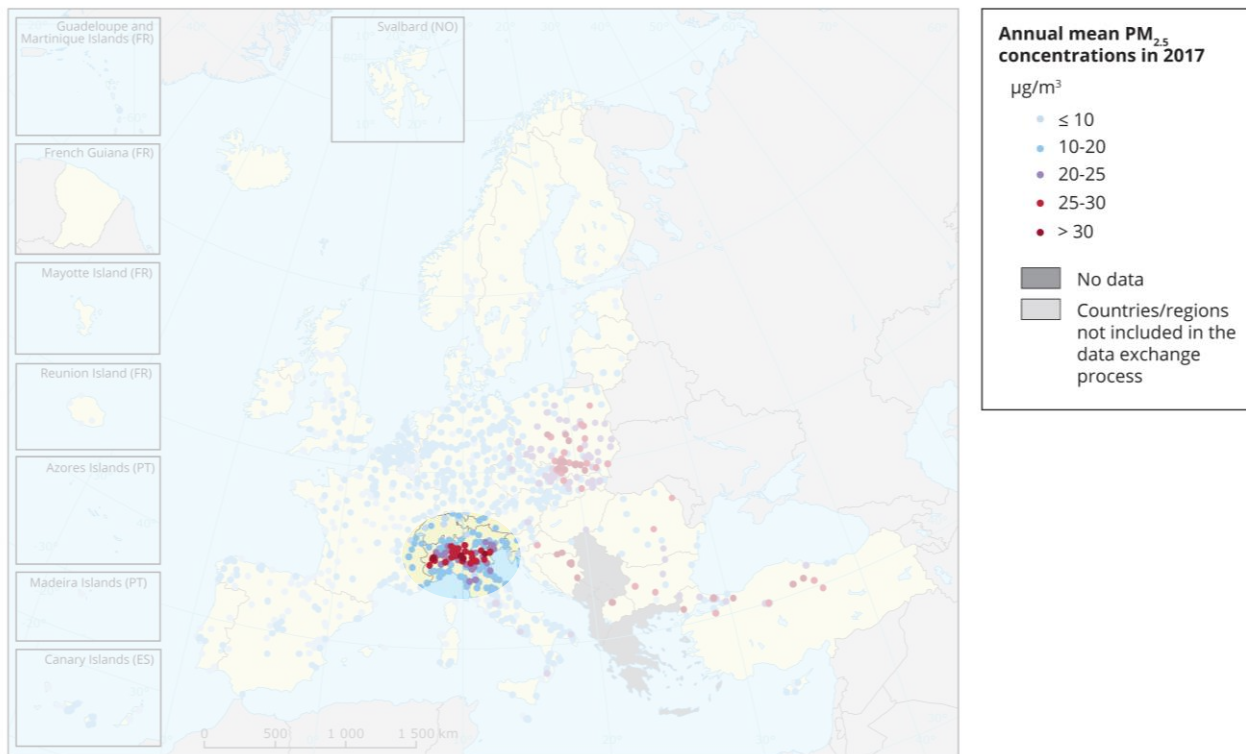 Guadeloupe and
Martinique Islands (FR)
Svalbard (NO)
French Guiana (FR)
Mayotte Island (FR)
Reunion Island (FR)
Azores Islands (PT)
Madeira Islands (PT)
Canary Islands (ES)
0 500 1 000 1 500 km
Annual mean PM2.5
concentrations in 2017
µg/m³
≤ 10
10-20
20-25
25-30
> 30
No data
Countries/regions
not included in the
data exchange
process